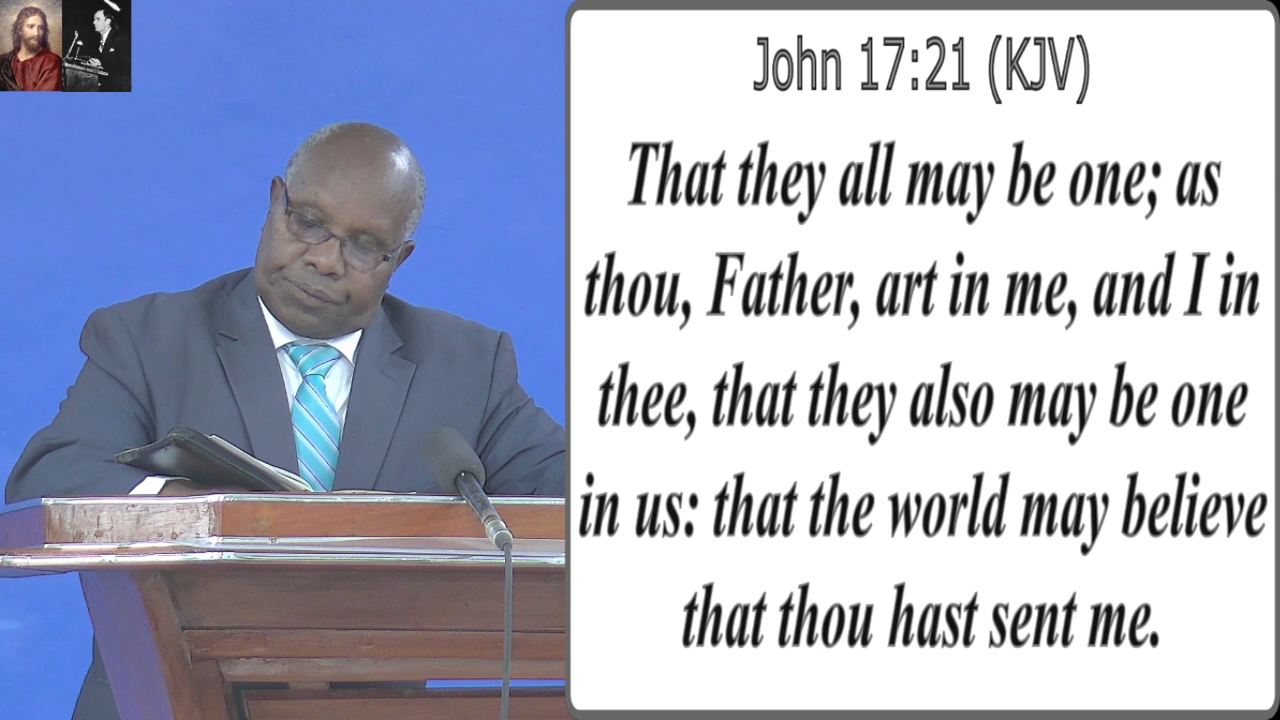 John 17:21 (KJV)
That they all may be one; as
thou, Father, art in me, and I in
thee, that they also may be one
in us: that the world may believe
that thou hast sent me.